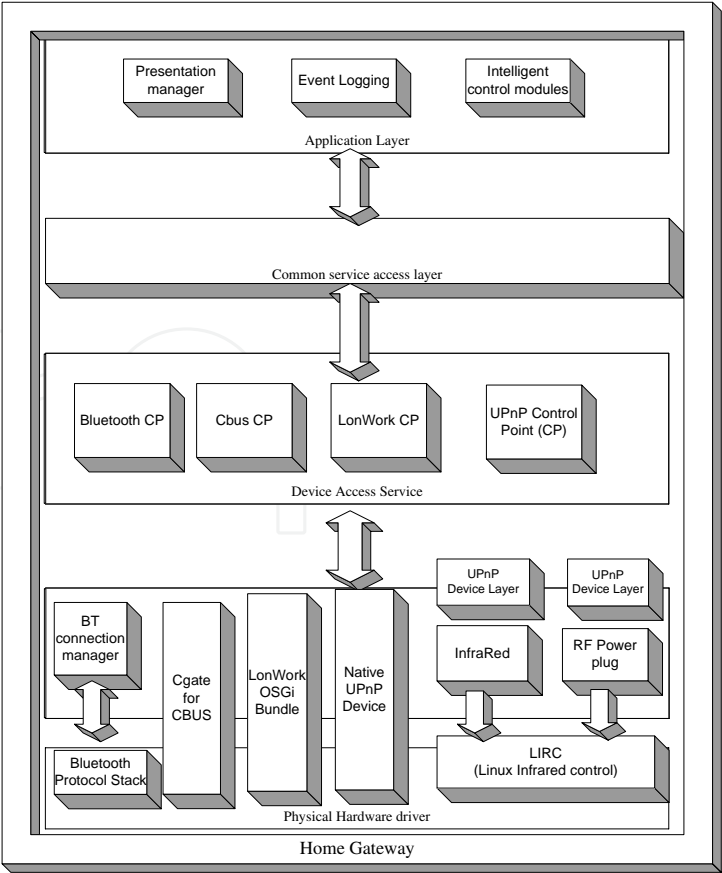 Presentation
manager
Event Logging
Intelligent
control modules
Application Layer
Common service access layer
Bluetooth CP
Cbus CP
LonWork CP
UPnP Control
Point (CP)
Device Access Service
UPnP
Device Layer
UPnP
Device Layer
BT
connection
manager
Cgate
for
CBUS
LonWork
OSGi
Bundle
Native
UPnP
Device
InfraRed
RF Power
plug
Bluetooth
Protocol Stack
LIRC
(Linux Infrared control)
Physical Hardware driver
Home Gateway